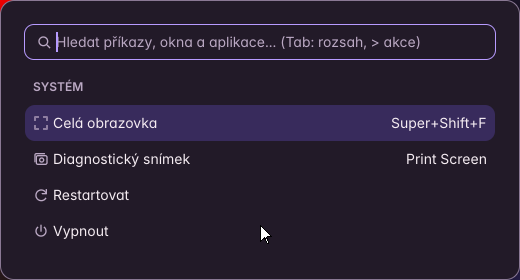 Hledat příkazy, okna a aplikace... (Tab: rozsah, > akce)
SYSTÉM
Celá obrazovka Super+Shift+F
Diagnostický snímek Print Screen
Restartovat
Vypnout